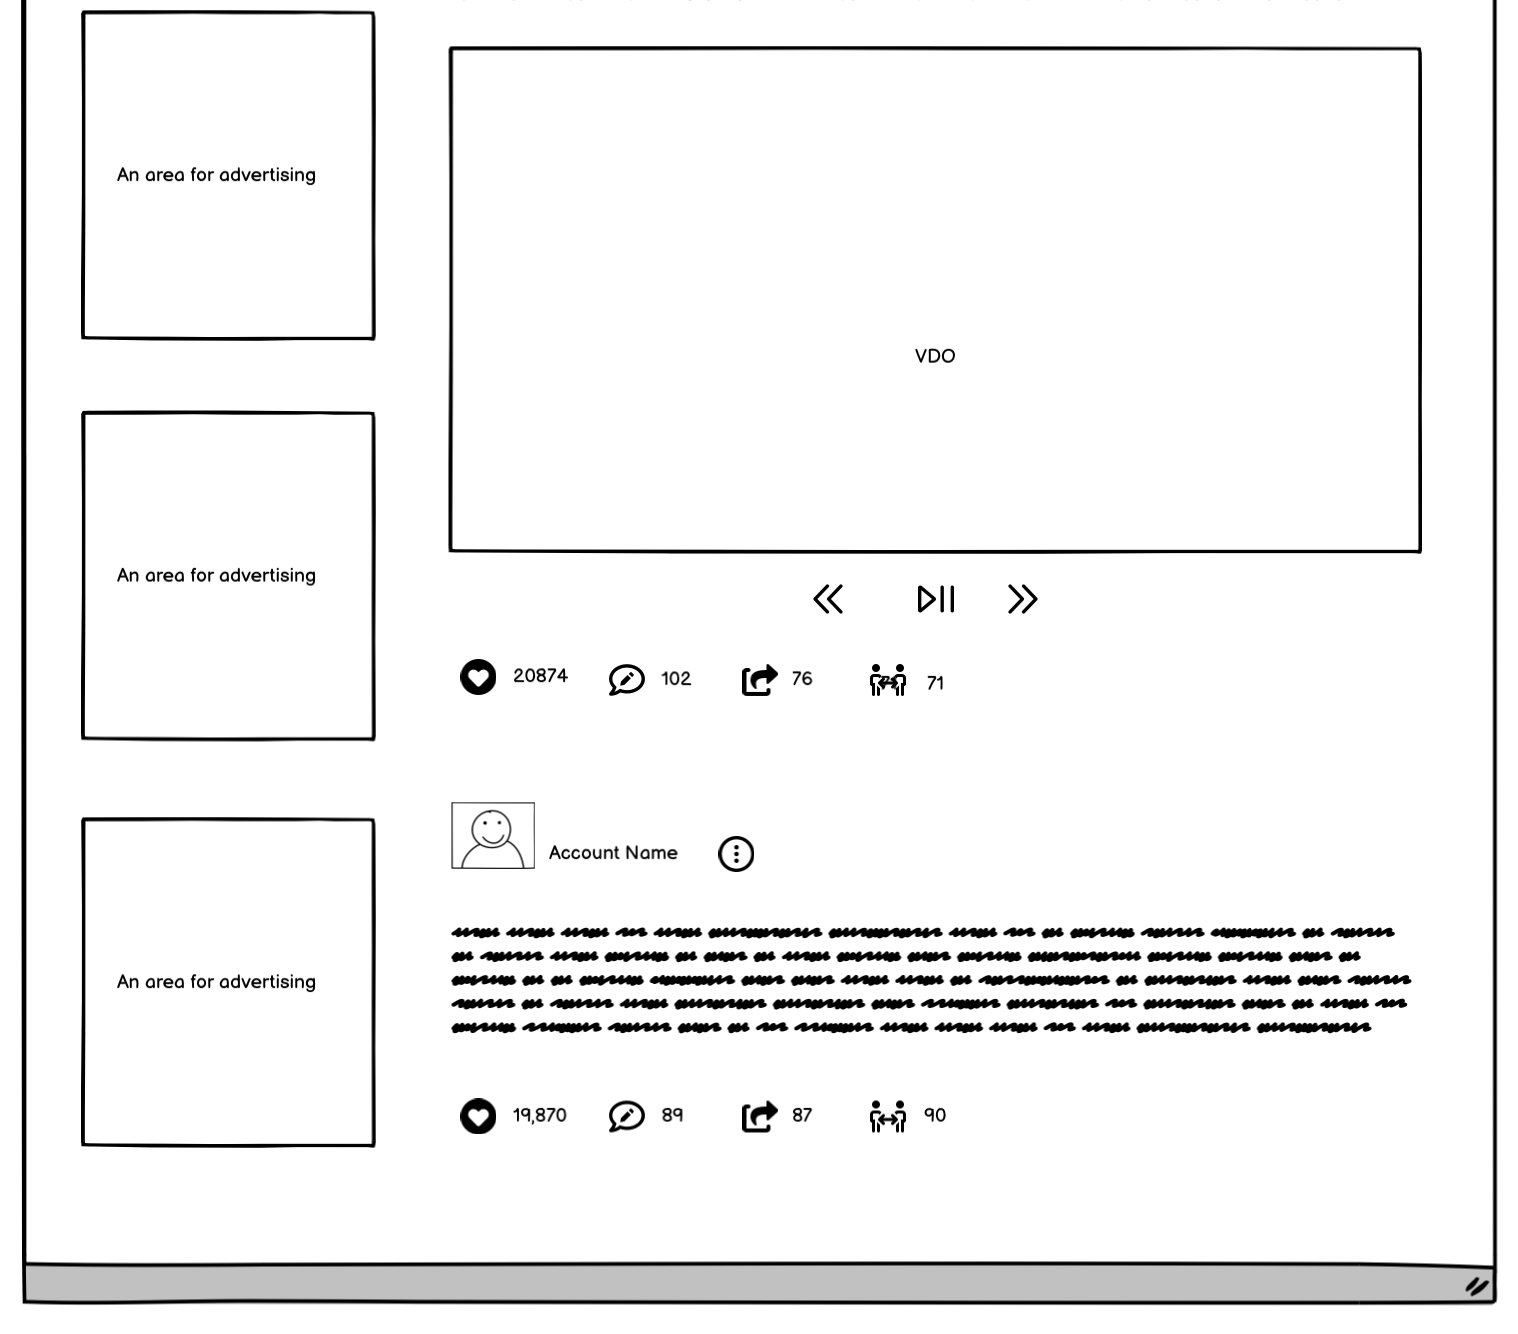 An area for advertising
VDO
An area for advertising
20874 102 76 71
Account Name
An area for advertising
19,870 89 87 90